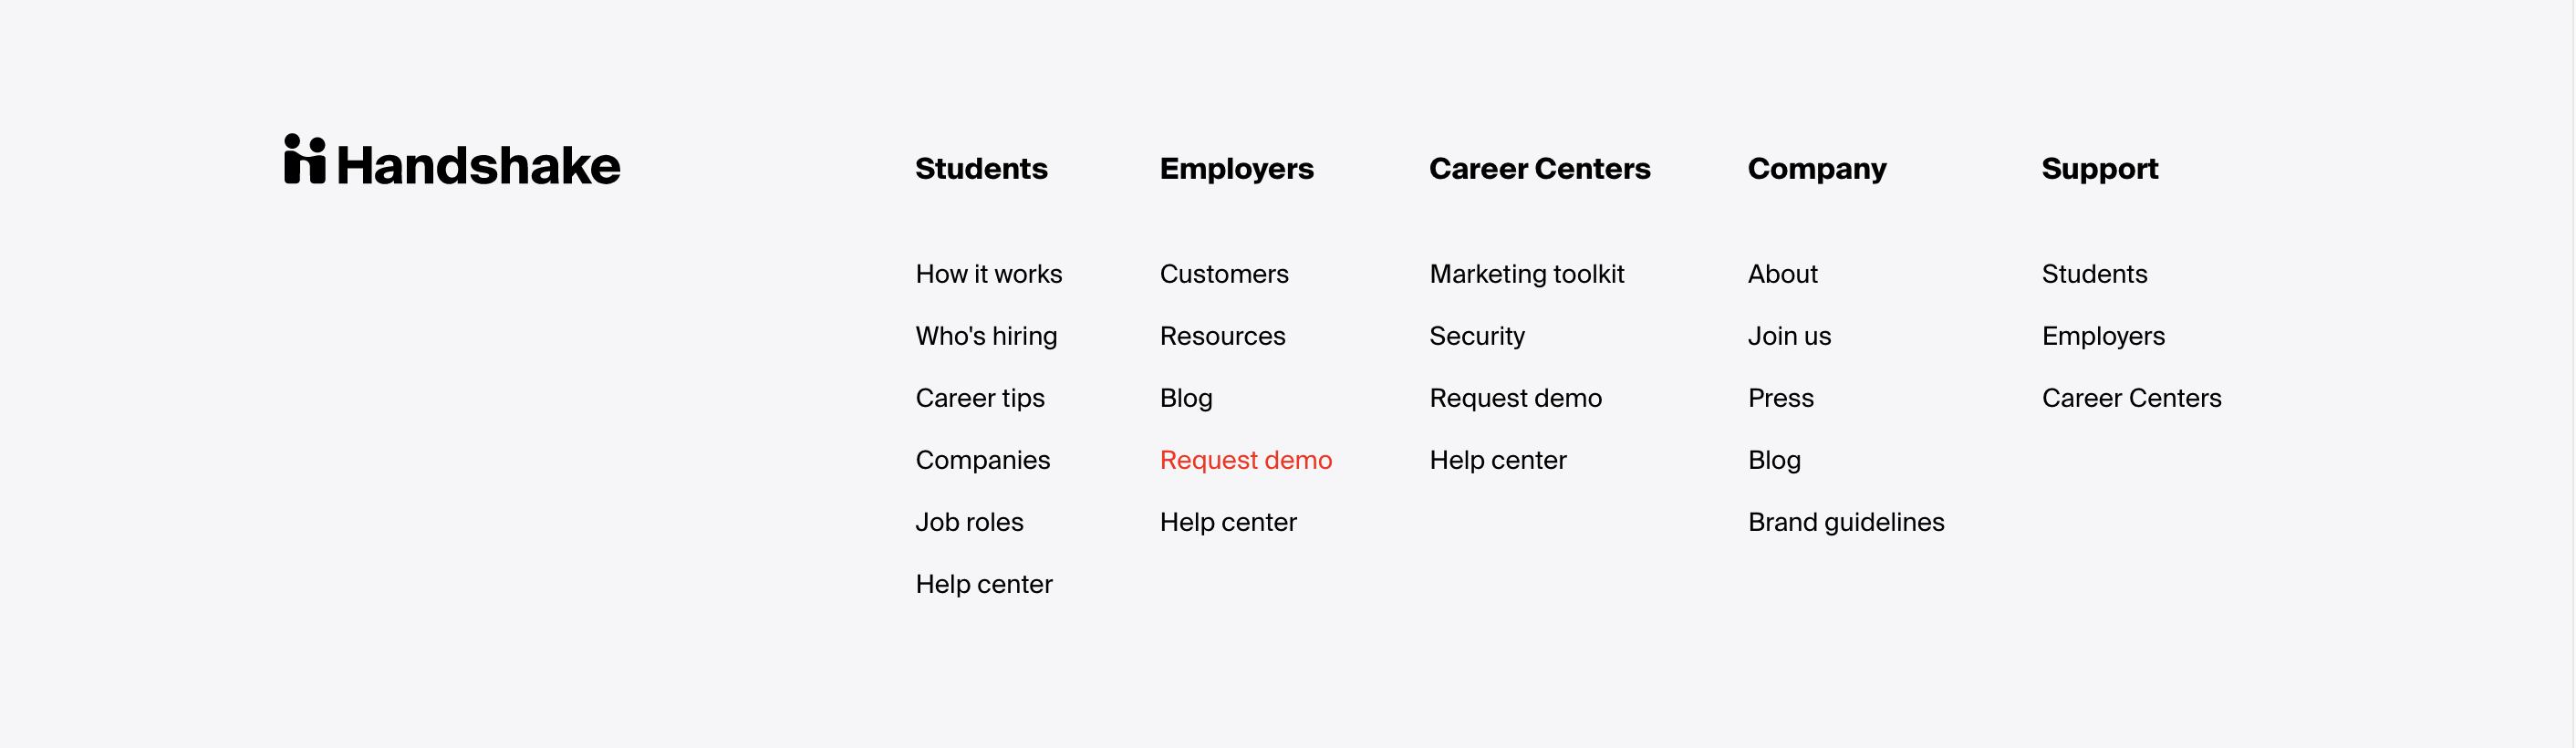 Handshake
Students
How it works
Who's hiring
Career tips
Companies
Job roles
Help center
Employers
Customers
Resources
Blog
Request demo
Help center
Career Centers
Marketing toolkit
Security
Request demo
Help center
Company
About
Join us
Press
Blog
Brand guidelines
Support
Students
Employers
Career Centers